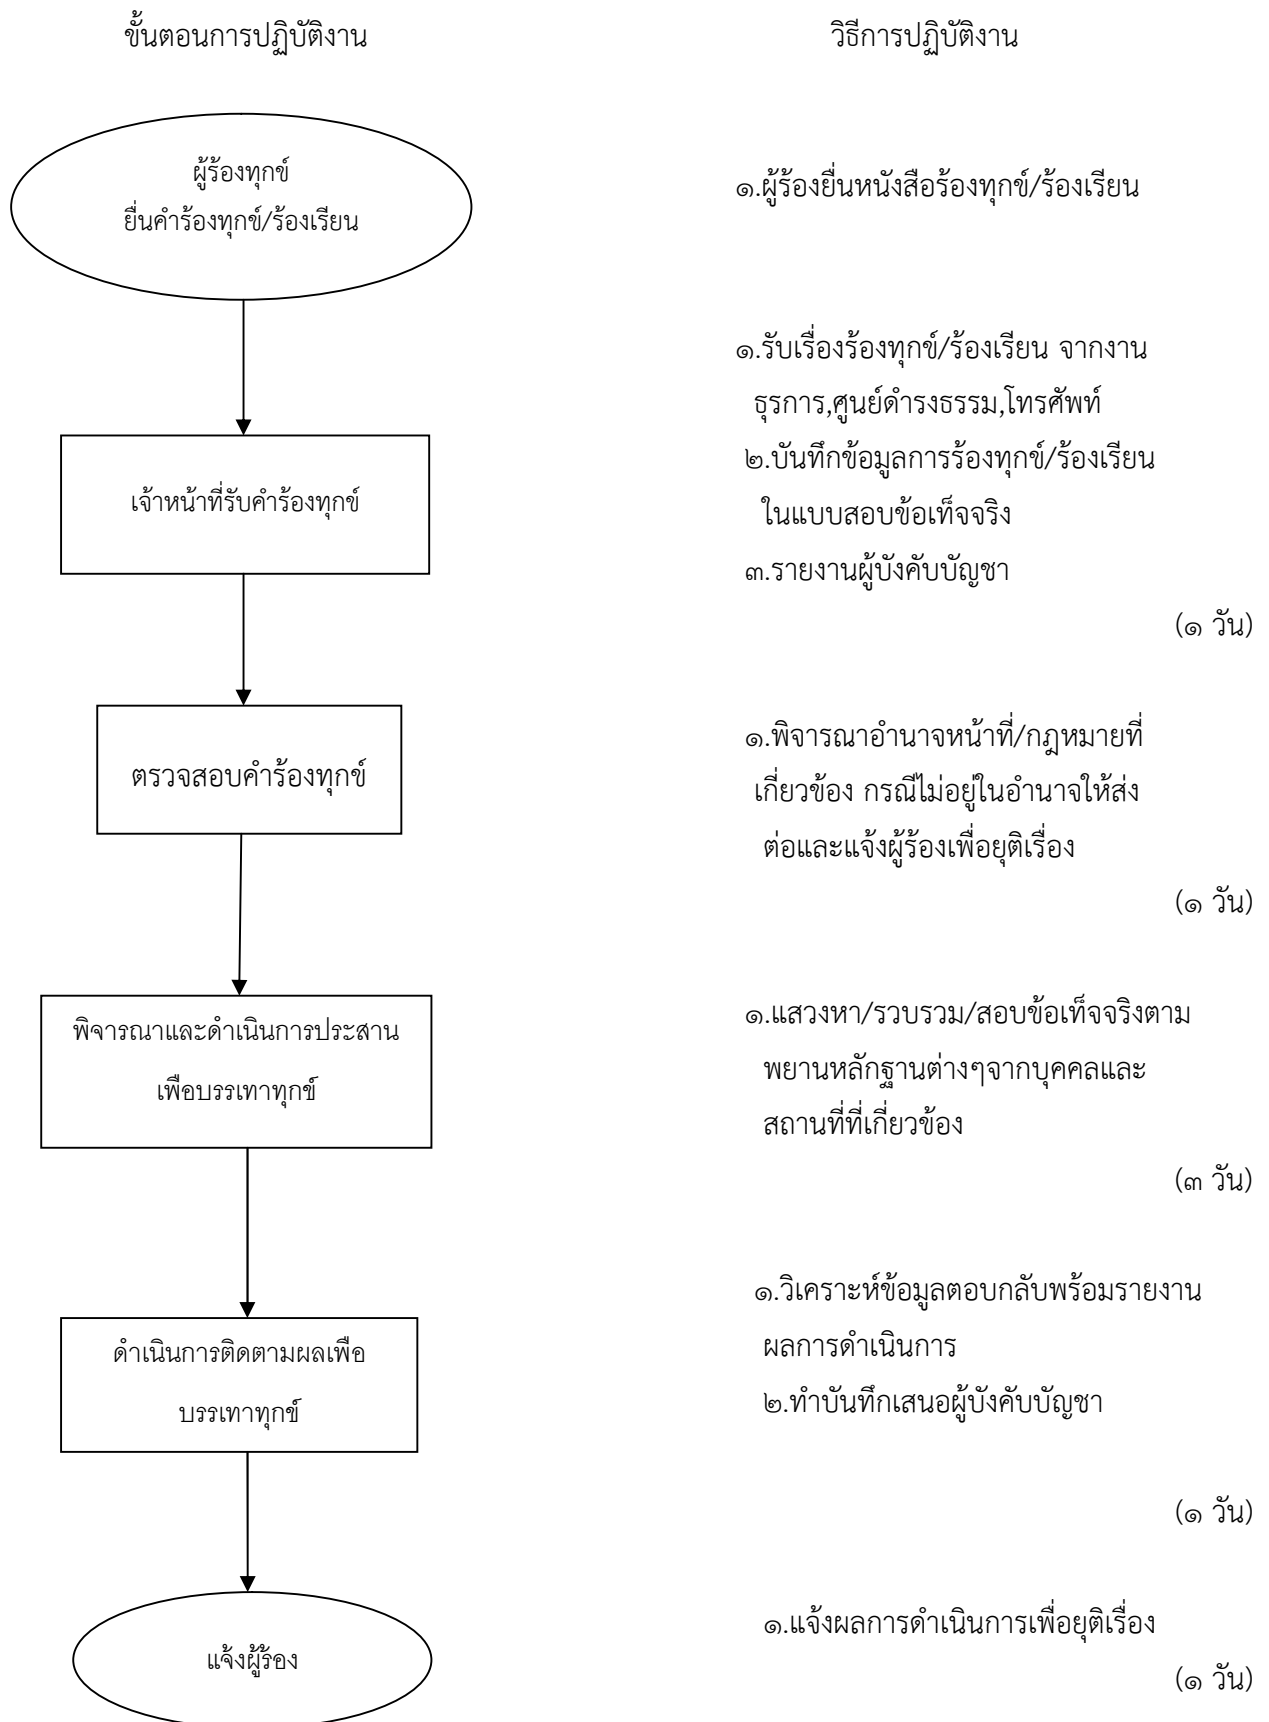 ขั้นตอนการปฏิบัติงาน
วิธีการปฏิบัติงาน
ผู้ร้องทุกข์
ยื่นคำร้องทุกข์/ร้องเรียน
๑.ผู้ร้องยื่นหนังสือร้องทุกข์/ร้องเรียน
เจ้าหน้าที่รับคำร้องทุกข์
๑.รับเรื่องร้องทุกข์/ร้องเรียน จากงาน
ธุรการ,ศูนย์ดำรงธรรม,โทรศัพท์
๒.บันทึกข้อมูลการร้องทุกข์/ร้องเรียน
ในแบบสอบข้อเท็จจริง
๓.รายงานผู้บังคับบัญชา
(๑ วัน)
ตรวจสอบคำร้องทุกข์
๑.พิจารณาอำนาจหน้าที่/กฎหมายที่
เกี่ยวข้อง กรณีไม่อยู่ในอำนาจให้ส่ง
ต่อและแจ้งผู้ร้องเพื่อยุติเรื่อง
(๑ วัน)
พิจารณาและดำเนินการประสาน
เพื่อบรรเทาทุกข์
๑.แสวงหา/รวบรวม/สอบข้อเท็จจริงตาม
พยานหลักฐานต่างๆจากบุคคลและ
สถานที่ที่เกี่ยวข้อง
(๓ วัน)
ดำเนินการติดตามผลเพื่อ
บรรเทาทุกข์
๑.วิเคราะห์ข้อมูลตอบกลับพร้อมรายงาน
ผลการดำเนินการ
๒.ทำบันทึกเสนอผู้บังคับบัญชา
(๑ วัน)
แจ้งผู้ร้อง
๑.แจ้งผลการดำเนินการเพื่อยุติเรื่อง
(๑ วัน)